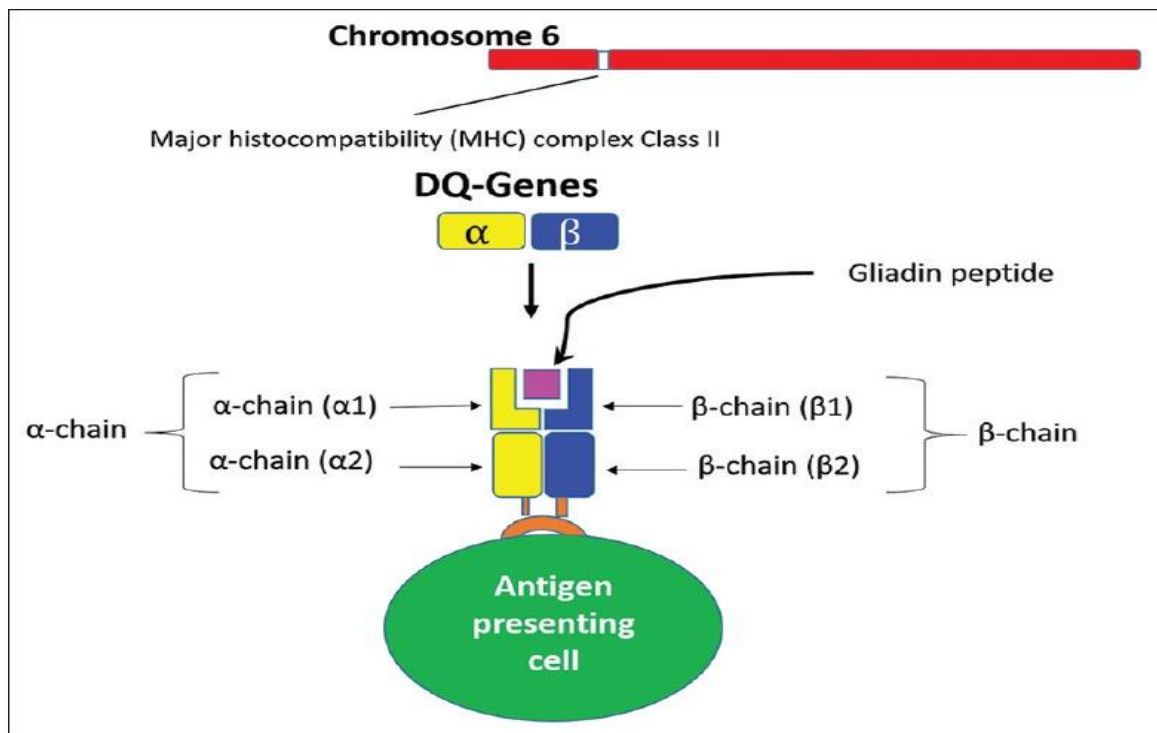 Chromosome 6
Major histocompatibility (MHC) complex Class II
DQ-Genes
α β
Gliadin peptide
α-chain
α-chain (α1)
α-chain (α2)
β-chain (β1)
β-chain (β2)
β-chain
Antigen
presenting
cell